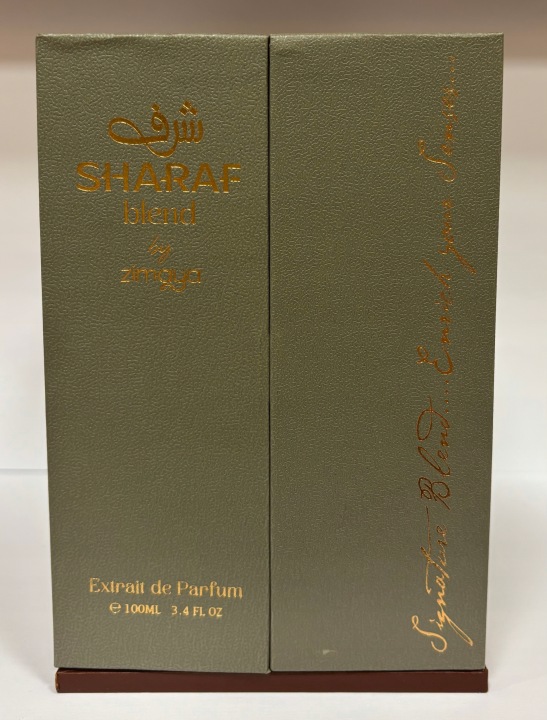 شرف
SHARAF
blend
by
zimaya
Extrait de Parfum
℮ 100ML 3.4 FL OZ
Signature Blend....Enrich your Senses....